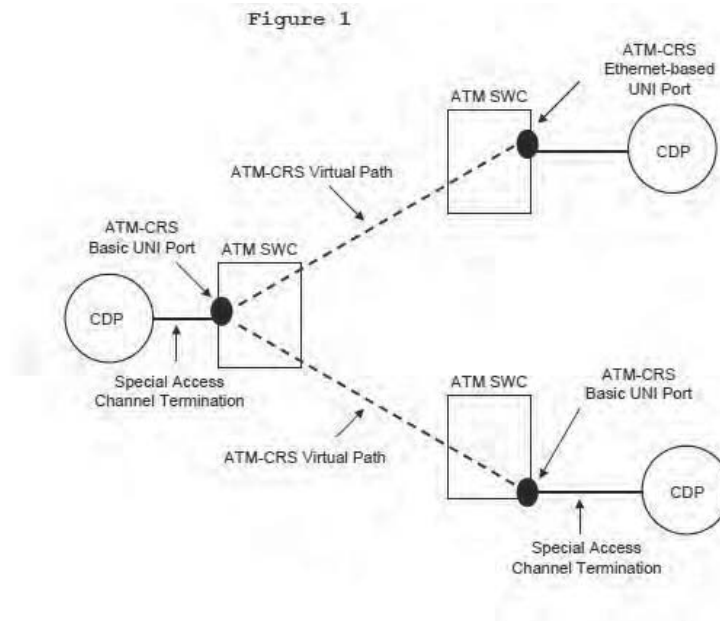 Figure 1
ATM-CRS
Ethernet-based
UNI Port
ATM SWC
CDP
ATM-CRS Virtual Path
ATM-CRS
Basic UNI Port
ATM SWC
CDP
Special Access
Channel Termination
ATM SWC
ATM-CRS
Basic UNI Port
ATM-CRS Virtual Path
CDP
Special Access
Channel Termination